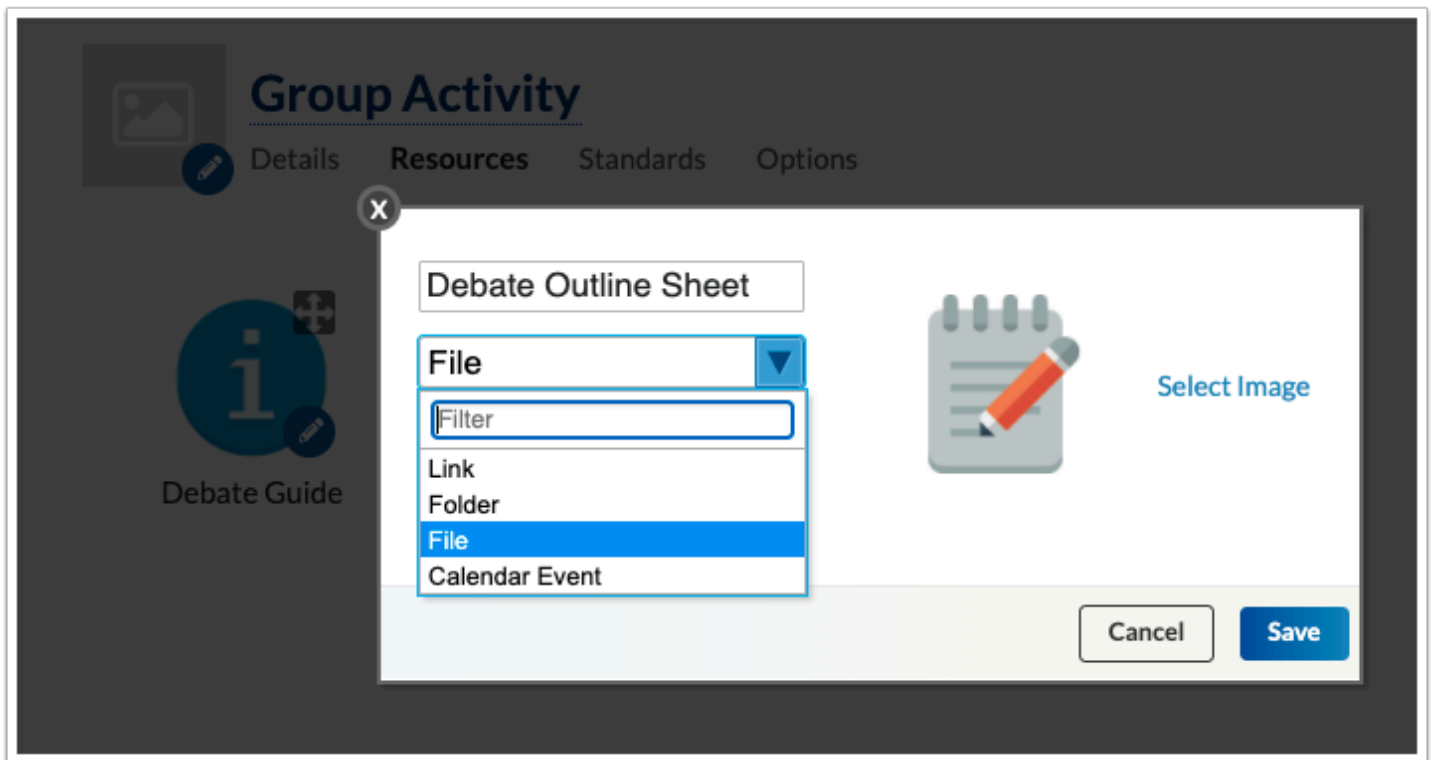 Group Activity
Details Resources Standards Options
X
Debate Outline Sheet
File
Filter
Link
Folder
File
Calendar Event
Select Image
i
Debate Guide
Cancel Save